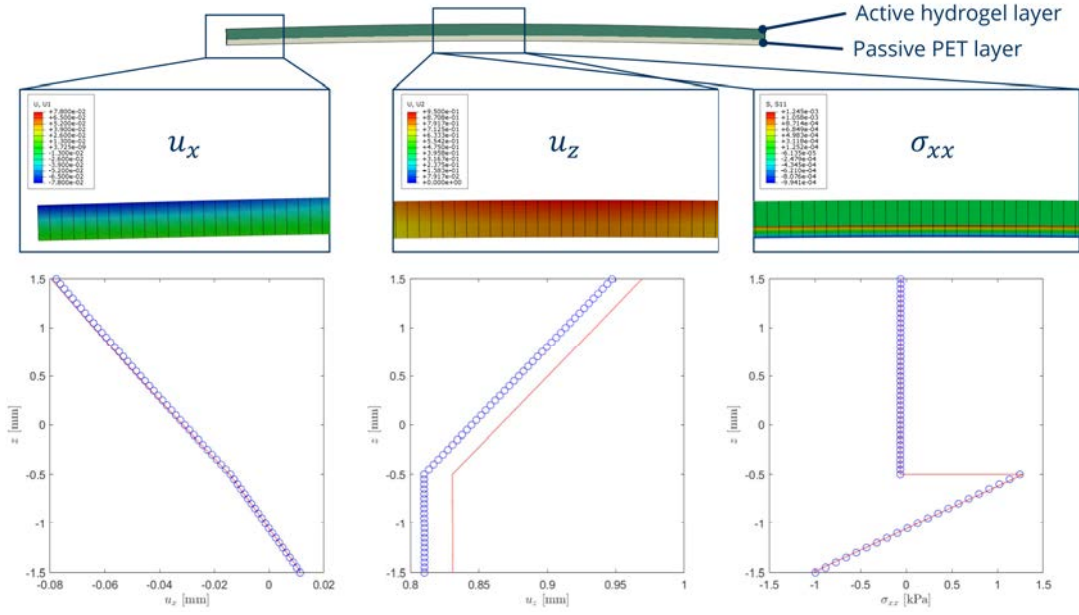 Active hydrogel layer
Passive PET layer
U, U1
+7.800e-02
+6.500e-02
+5.200e-02
+3.900e-02
+2.600e-02
+1.300e-02
+3.725e-09
-1.300e-02
-2.600e-02
-3.900e-02
-5.200e-02
-6.500e-02
-7.800e-02
u_x
U, U2
+9.500e-01
+8.708e-01
+7.917e-01
+7.125e-01
+6.333e-01
+5.542e-01
+4.750e-01
+3.958e-01
+3.167e-01
+2.375e-01
+1.583e-01
+7.917e-02
+0.000e+00
u_z
S, S11
+1.245e-03
+1.058e-03
+8.714e-04
+6.849e-04
+4.983e-04
+3.118e-04
+1.252e-04
-6.135e-05
-2.479e-04
-4.345e-04
-6.210e-04
-8.076e-04
-9.941e-04
σ_xx
1.5
1
0.5
0
-0.5
-1
-1.5
z [mm]
-0.08 -0.06 -0.04 -0.02 0 0.02
u_x [mm]
1.5
1
0.5
0
-0.5
-1
-1.5
z [mm]
0.8 0.85 0.9 0.95 1
u_z [mm]
1.5
1
0.5
0
-0.5
-1
-1.5
z [mm]
-1.5 -1 -0.5 0 0.5 1 1.5
σ_xx [kPa]